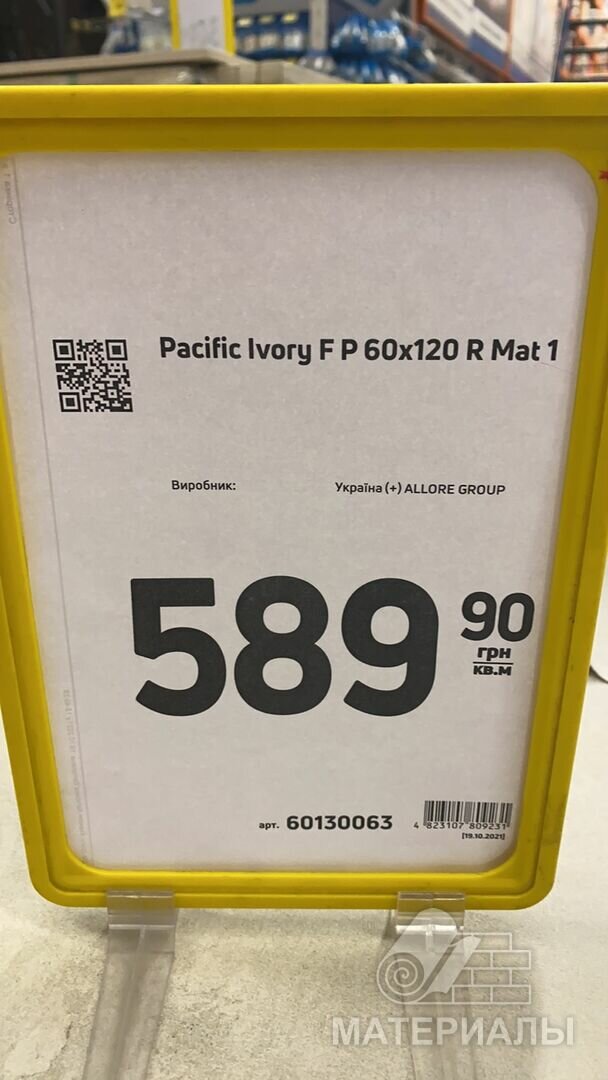 Pacific Ivory F P 60x120 R Mat 1
Виробник: Україна (+) ALLORE GROUP
589 90
грн
кв.м
арт. 60130063
4 823107 809231
[19.10.2021]
МАТЕРИАЛЫ